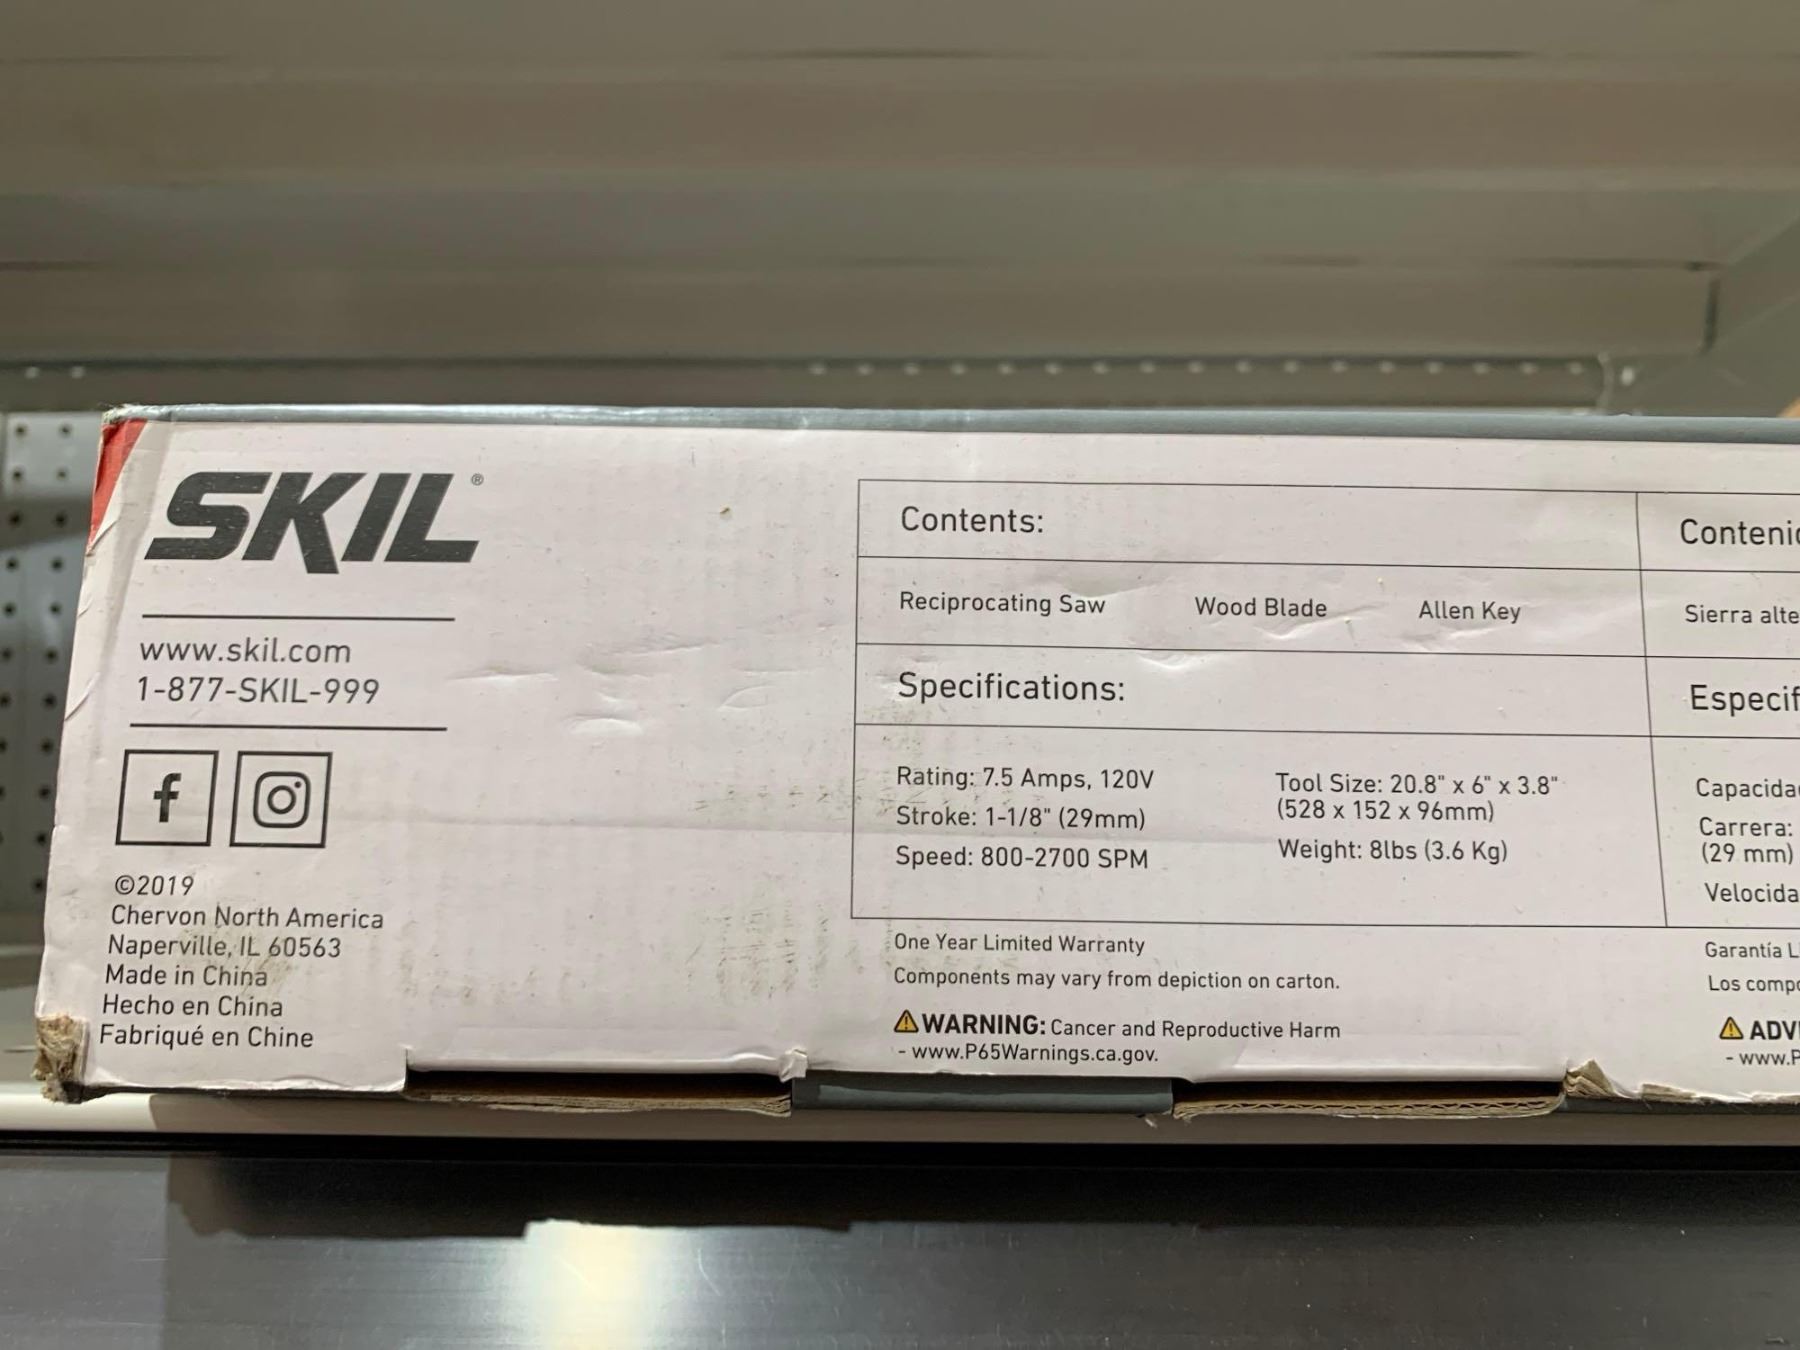 SKIL®
www.skil.com
1-877-SKIL-999
f
©2019
Chervon North America
Naperville, IL 60563
Made in China
Hecho en China
Fabriqué en Chine
Contents:
Reciprocating Saw Wood Blade Allen Key
Specifications:
Rating: 7.5 Amps, 120V
Stroke: 1-1/8" (29mm)
Speed: 800-2700 SPM
Tool Size: 20.8" x 6" x 3.8"
(528 x 152 x 96mm)
Weight: 8lbs (3.6 Kg)
One Year Limited Warranty
Components may vary from depiction on carton.
WARNING: Cancer and Reproductive Harm
- www.P65Warnings.ca.gov.
Sierra
Carrera:
(29 mm)
Garantía
Los